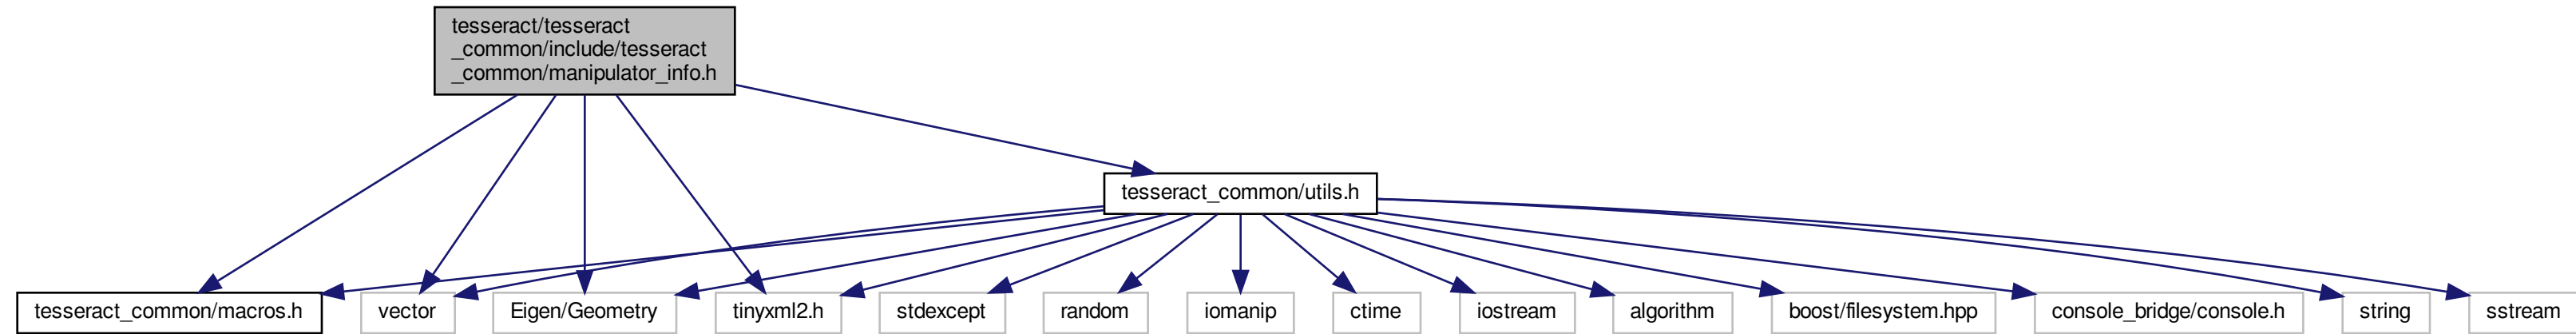 tesseract/tesseract
_common/include/tesseract
_common/manipulator_info.h
tesseract_common/utils.h
tesseract_common/macros.h
vector
Eigen/Geometry
tinyxml2.h
stdexcept
random
iomanip
ctime
iostream
algorithm
boost/filesystem.hpp
console_bridge/console.h
string
sstream